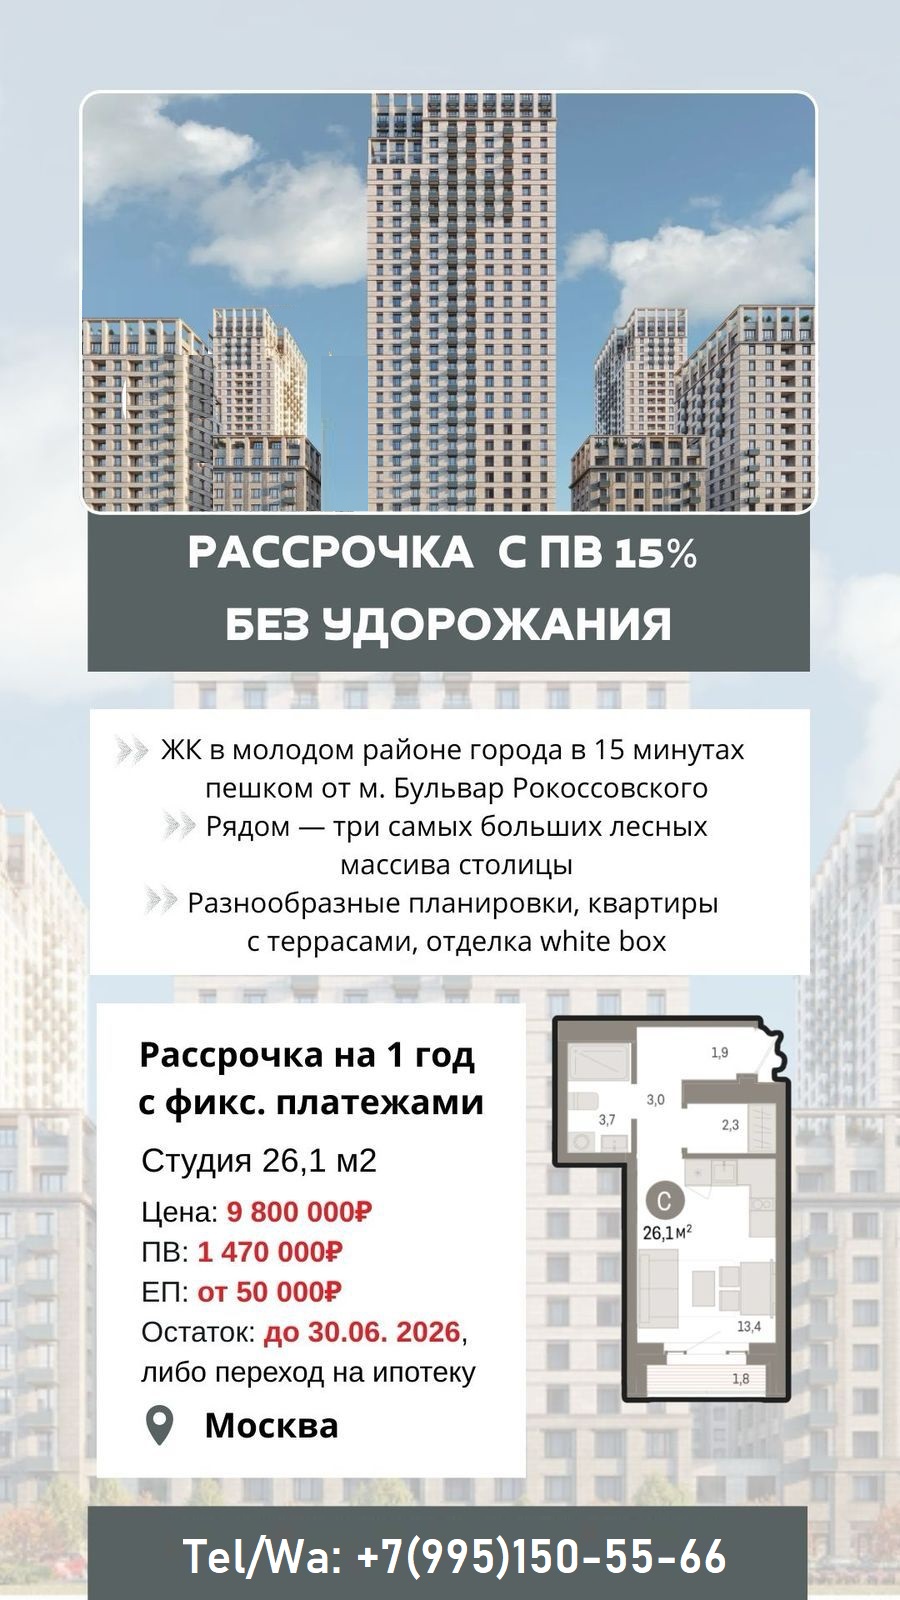 РАССРОЧКА С ПВ 15%
БЕЗ УДОРОЖАНИЯ
ЖК в молодом районе города в 15 минутах
пешком от м. Бульвар Рокоссовского
Рядом — три самых больших лесных
массива столицы
Разнообразные планировки, квартиры
с террасами, отделка white box
Рассрочка на 1 год
с фикс. платежами
Студия 26,1 м2
Цена: 9 800 000₽
ПВ: 1 470 000₽
ЕП: от 50 000₽
Остаток: до 30.06. 2026,
либо переход на ипотеку
Москва
1,9
3,0
3,7
2,3
С
26,1 м²
13,4
1,8
Tel/Wa: +7(995)150-55-66